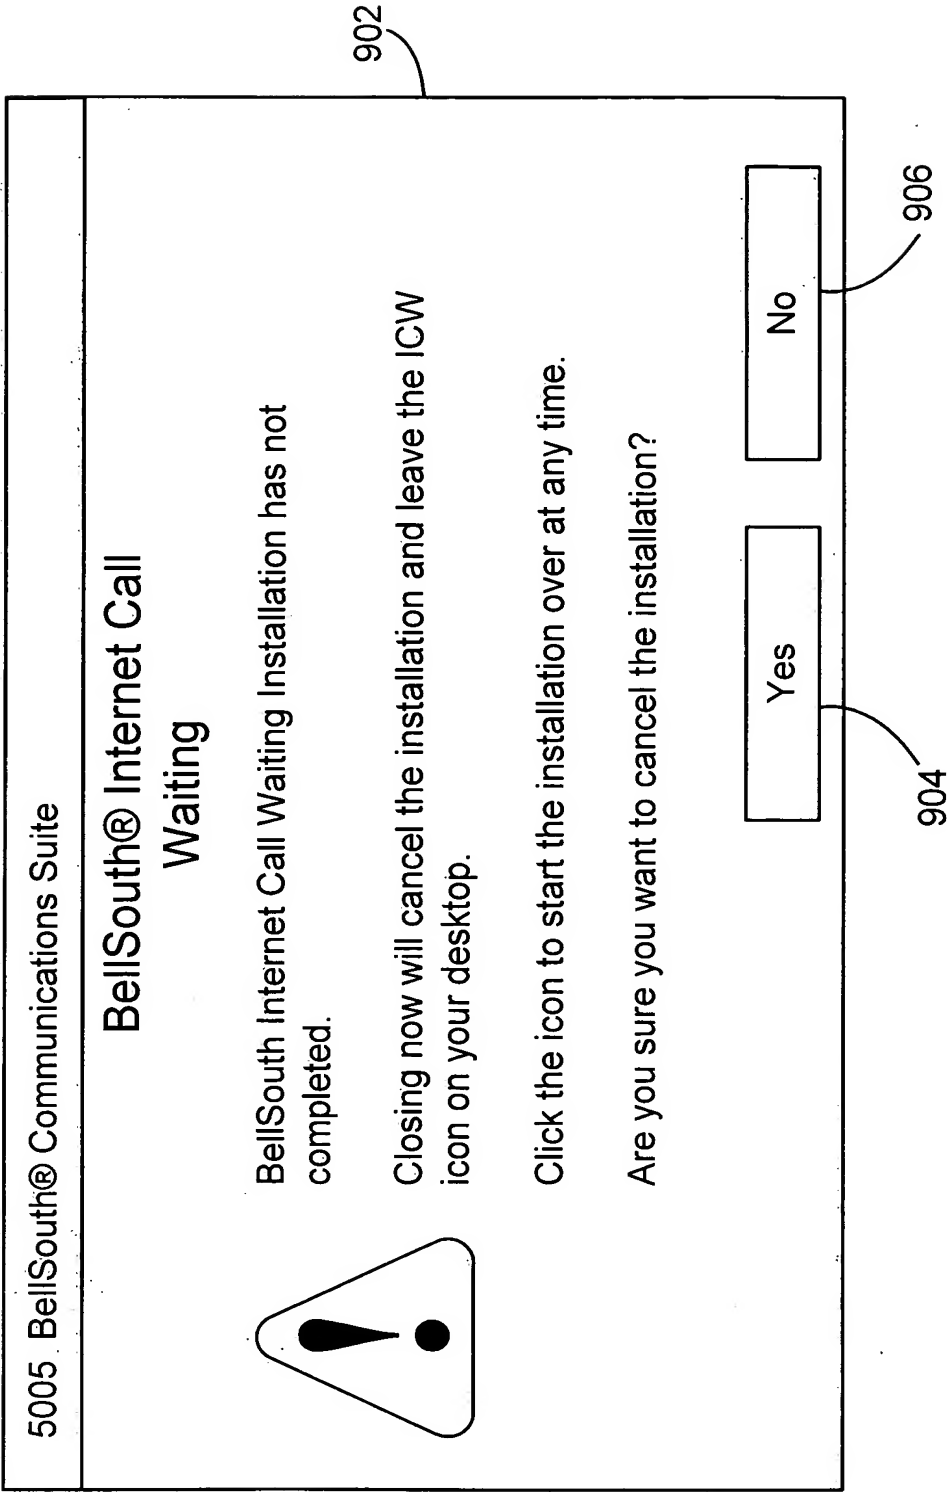 902
5005 BellSouth® Communications Suite
BellSouth® Internet Call
Waiting
BellSouth Internet Call Waiting Installation has not
completed.
Closing now will cancel the installation and leave the ICW
icon on your desktop.
Click the icon to start the installation over at any time.
Are you sure you want to cancel the installation?
Yes
No
904
906